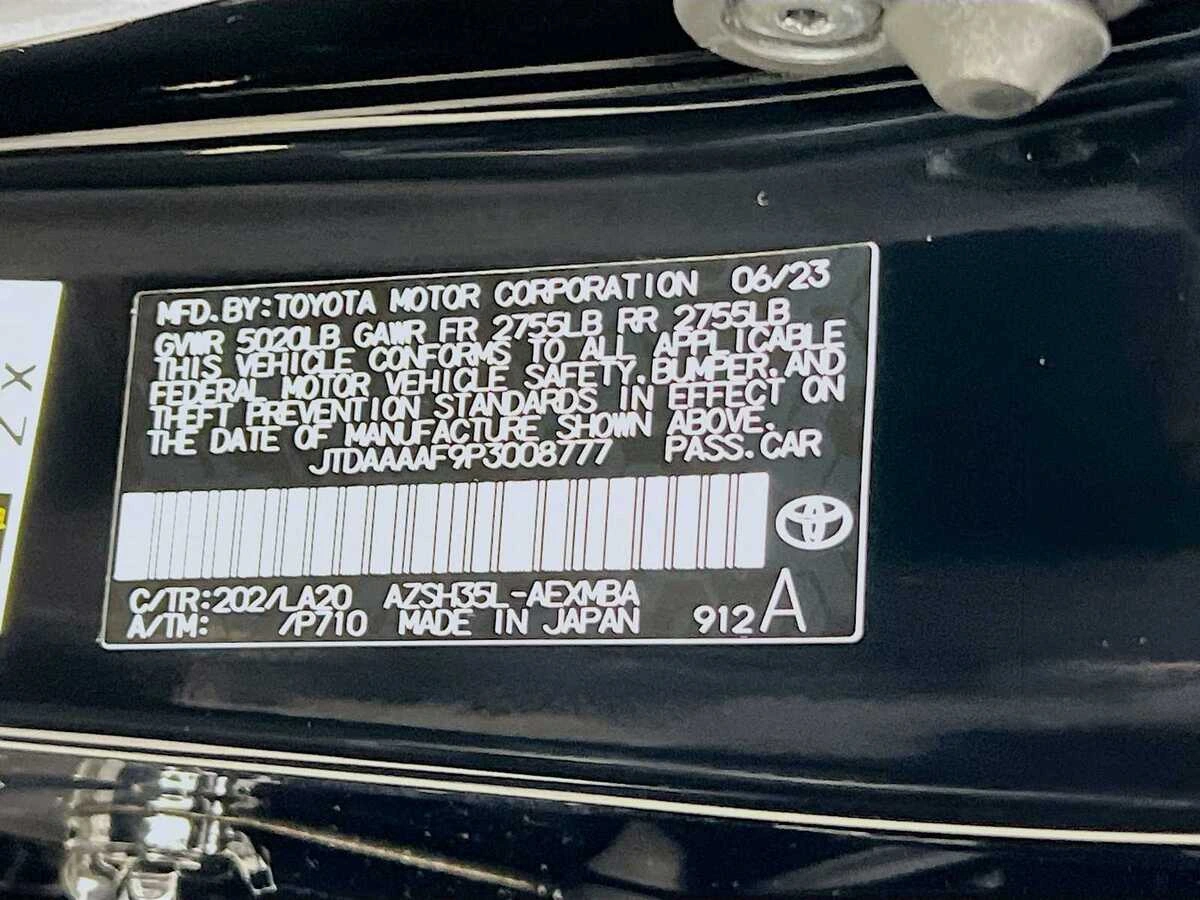 MFD.BY:TOYOTA MOTOR CORPORATION 06/23
GVWR 5020LB GAWR FR 2755LB RR 2755LB
THIS VEHICLE CONFORMS TO ALL APPLICABLE
FEDERAL MOTOR VEHICLE SAFETY,BUMPER,AND
THEFT PREVENTION STANDARDS IN EFFECT ON
THE DATE OF MANUFACTURE SHOWN ABOVE.
JTDAAAAF9P3008777 PASS.CAR
C/TR:202/LA20 AZSH35L-AEXMBA
A/TM: /P710 MADE IN JAPAN 912 A